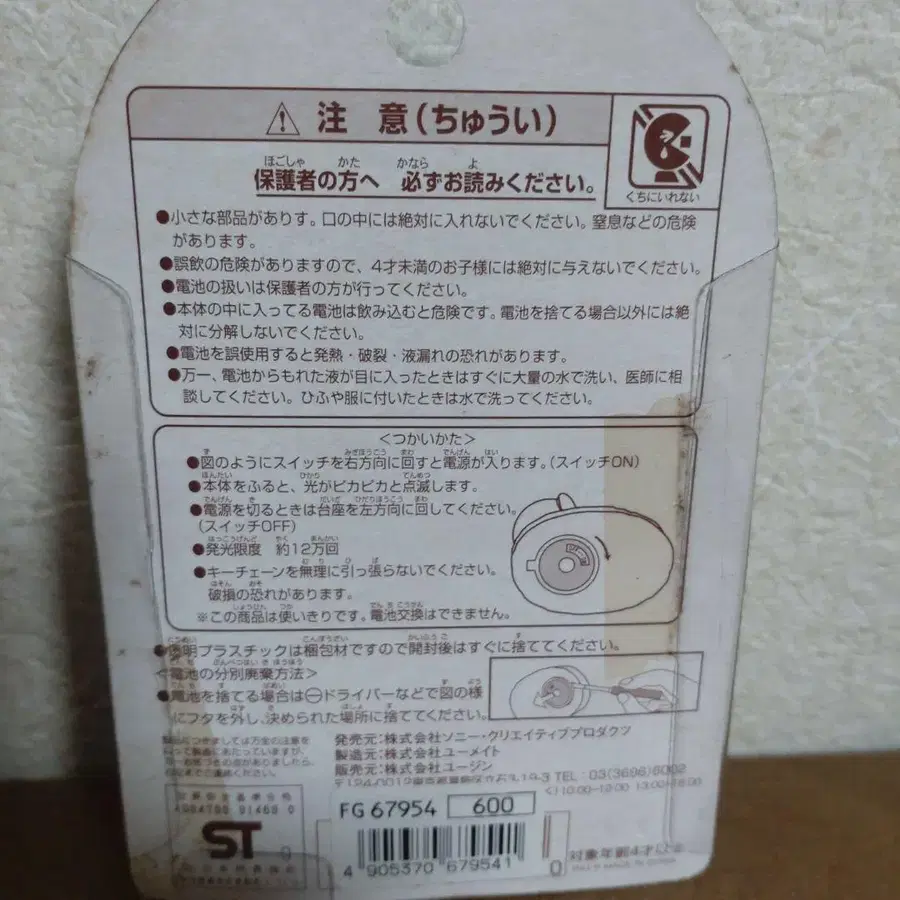 ⚠ 注 意(ちゅうい)
くちにいれない
保護者の方へ 必ずお読みください。
●小さな部品がありす。口の中には絶対に入れないでください。窒息などの危険
があります。
●誤飲の危険がありますので、4才未満のお子様には絶対に与えないでください。
●電池の扱いは保護者の方が行ってください。
●本体の中に入ってる電池は飲み込むと危険です。電池を捨てる場合以外には絶
対に分解しないでください。
●電池を誤使用すると発熱・破裂・液漏れの恐れがあります。
●万一、電池からもれた液が目に入ったときはすぐに大量の水で洗い、医師に相
談してください。ひふや服に付いたときは水で洗ってください。
<つかいかた>
●図のようにスイッチを右方向に回すと電源が入ります。(スイッチON)
●本体をふると、光がピカピカと点滅します。
●電源を切るときは台座を左方向に回してください。
(スイッチOFF)
●発光限度 約12万回
●キーチェーンを無理に引っ張らないでください。
破損の恐れがあります。
※この商品は使いきりです。電池交換はできません。
●透明プラスチックは梱包材ですので開封後はすぐに捨ててください。
<電池の分別廃棄方法>
●電池を捨てる場合は⊖ドライバーなどで図の様
にフタを外し、決められた場所に捨ててください。
発売元:株式会社ソニー・クリエイティブプロダクツ
製造元:株式会社ユーメイト
販売元:株式会社ユージン
TEL:03(3696)6002
FG 67954 600
ST
4 905370 679541
対象年齢4才以上